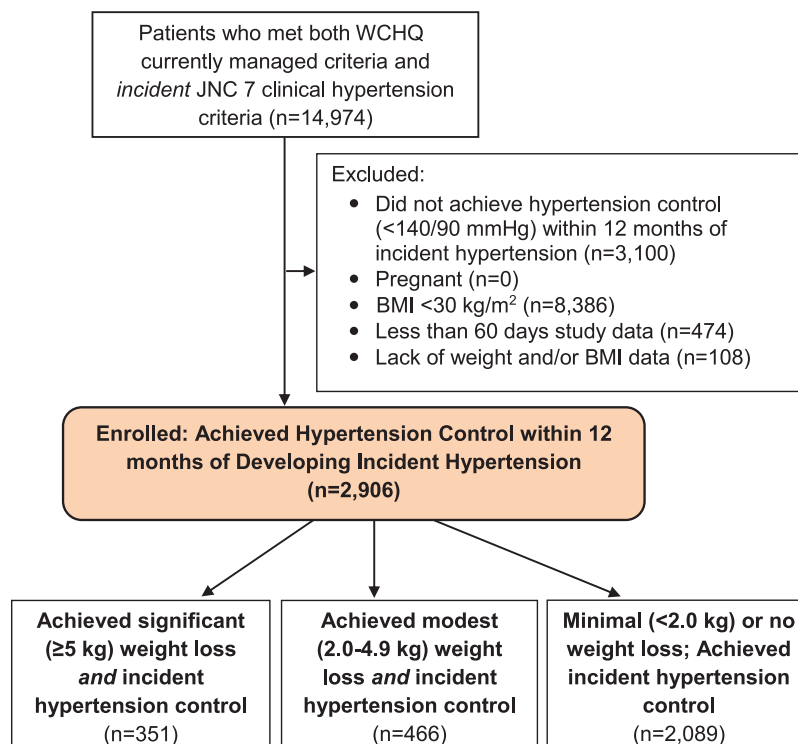 Patients who met both WCHQ
currently managed criteria and
incident JNC 7 clinical hypertension
criteria (n=14,974)
Excluded:
• Did not achieve hypertension control
(<140/90 mmHg) within 12 months of
incident hypertension (n=3,100)
• Pregnant (n=0)
• BMI <30 kg/m² (n=8,386)
• Less than 60 days study data (n=474)
• Lack of weight and/or BMI data (n=108)
Enrolled: Achieved Hypertension Control within 12
months of Developing Incident Hypertension
(n=2,906)
Achieved significant
(≥5 kg) weight loss
and incident
hypertension control
(n=351)
Achieved modest
(2.0-4.9 kg) weight
loss and incident
hypertension control
(n=466)
Minimal (<2.0 kg) or no
weight loss; Achieved
incident hypertension
control
(n=2,089)